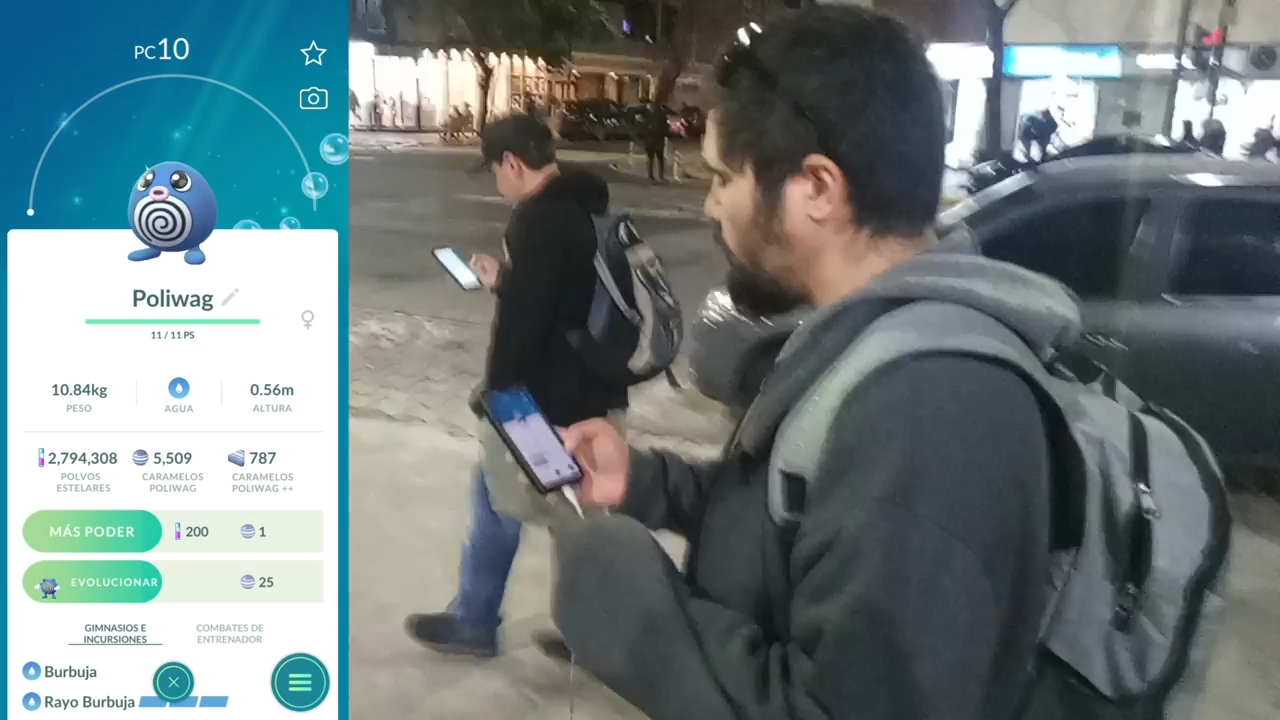 PC10
Poliwag
11 / 11 PS
10.84kg
PESO
AGUA
0.56m
ALTURA
2,794,308
POLVOS
ESTELARES
5,509
CARAMELOS
POLIWAG
787
CARAMELOS
POLIWAG ++
MÁS PODER
200
1
EVOLUCIONAR
25
GIMNASIOS E
INCURSIONES
COMBATES DE
ENTRENADOR
Burbuja
Rayo Burbuja